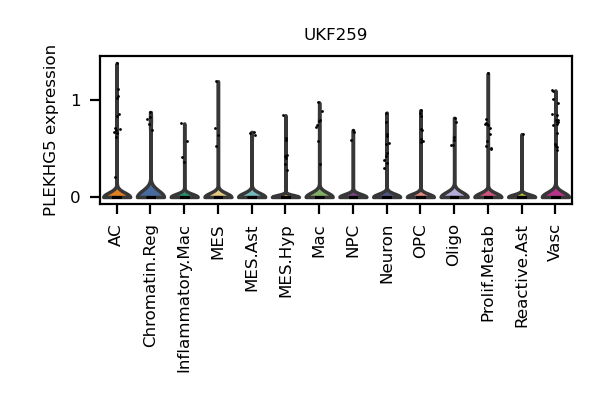 UKF259
PLEKHG5 expression
1
0
AC
Chromatin.Reg
Inflammatory.Mac
MES
MES.Ast
MES.Hyp
Mac
NPC
Neuron
OPC
Oligo
Prolif.Metab
Reactive.Ast
Vasc